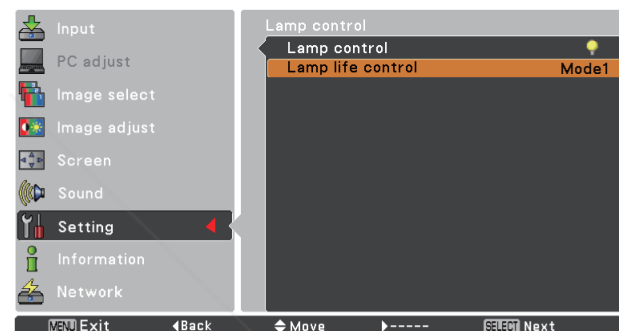 Input
PC adjust
Image select
Image adjust
Screen
Sound
Setting
Information
Network
Lamp control
Lamp control
Lamp life control Mode1
MENU Exit Back Move ----- SELECT Next